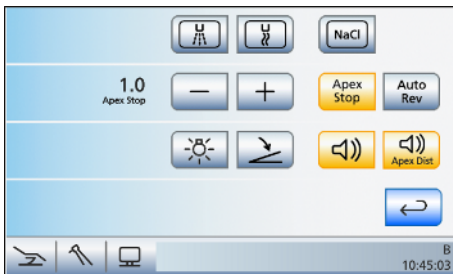 NaCl
1.0
Apex Stop
− +
Apex
Stop
Auto
Rev
Apex Dist
B
10:45:03